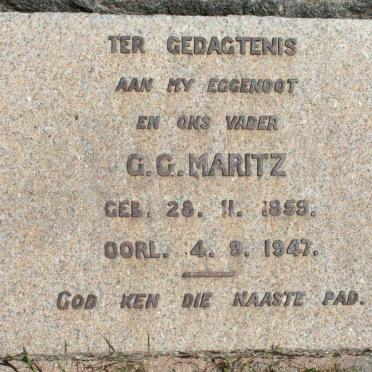 TER GEDAGTENIS
AAN MY EGGENOOT
EN ONS VADER
G.G. MARITZ
GEB. 28. 11. 1859.
OORL. 4. 9. 1947.
GOD KEN DIE NAASTE PAD.